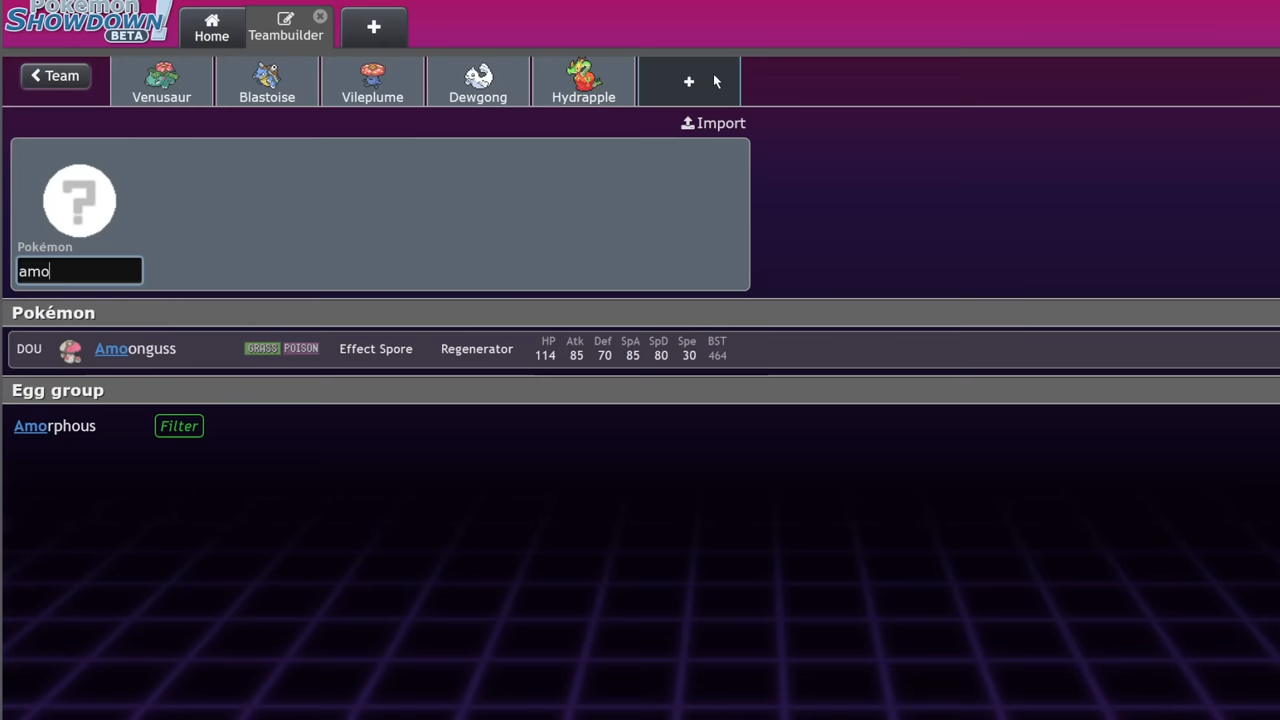 Pokémon
SHOWDOWN!
BETA
Home
Teambuilder
+
Team
Venusaur
Blastoise
Vileplume
Dewgong
Hydrapple
+
Import
?
Pokémon
amo
Pokémon
DOU Amoonguss GRASS POISON Effect Spore Regenerator HP 114 Atk 85 Def 70 SpA 85 SpD 80 Spe 30 BST 464
Egg group
Amorphous Filter